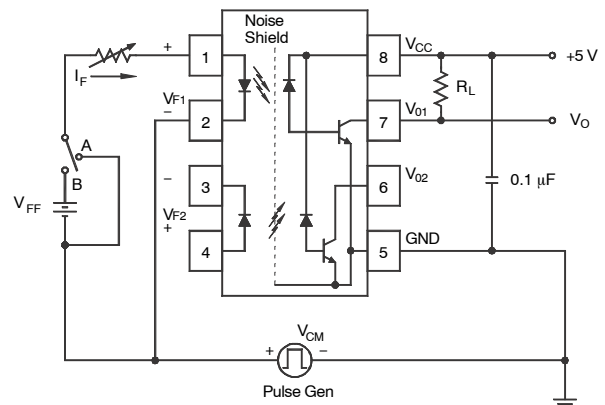 Noise
Shield
+
1
8
V_CC
+5 V
I_F
R_L
V_F1
−
2
7
V_01
V_O
A
B
V_FF
−
3
6
V_02
0.1 μF
V_F2
+
4
5
GND
V_CM
+
−
Pulse Gen